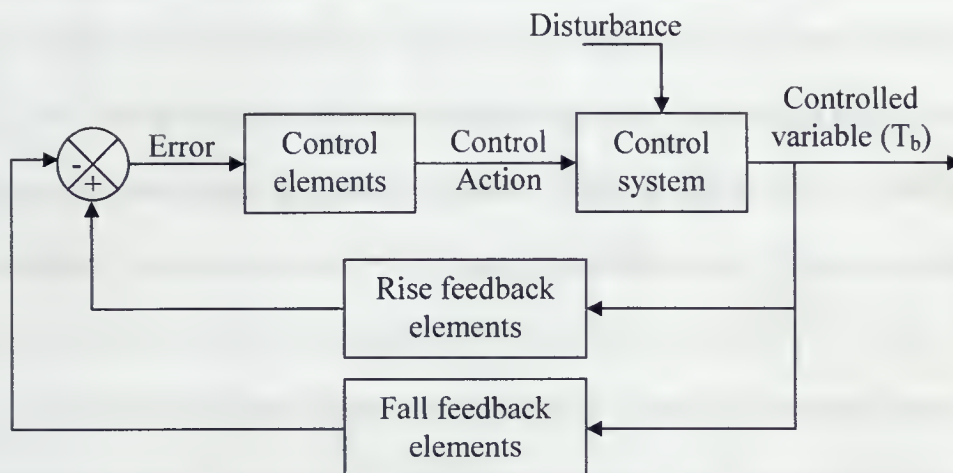 Disturbance
Controlled
variable (T_b)
-
+
Error
Control
elements
Control
Action
Control
system
Rise feedback
elements
Fall feedback
elements